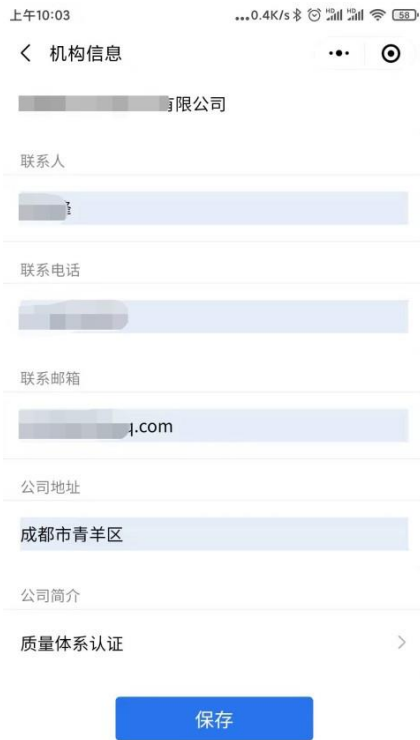 上午10:03
...0.4K/s
58
机构信息
有限公司
联系人
联系电话
联系邮箱
q.com
公司地址
成都市青羊区
公司简介
质量体系认证
保存